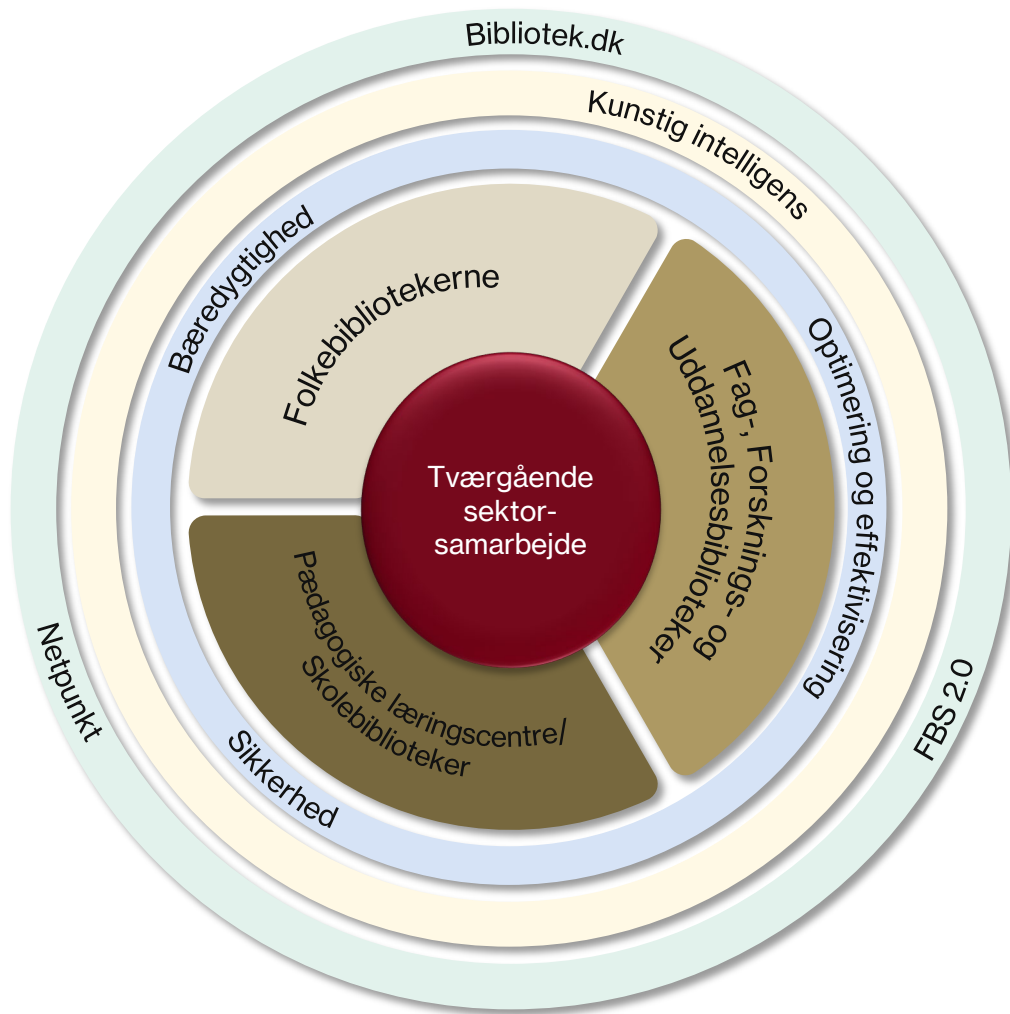 Bibliotek.dk
Kunstig intelligens
Bæredygtighed
Optimering og effektivisering
Folkebibliotekerne
Fag-, Forsknings- og
Uddannelsesbiblioteker
Tværgående
sektor-
samarbejde
Pædagogiske læringscentre/
Skolebiblioteker
Sikkerhed
Netpunkt
FBS 2.0